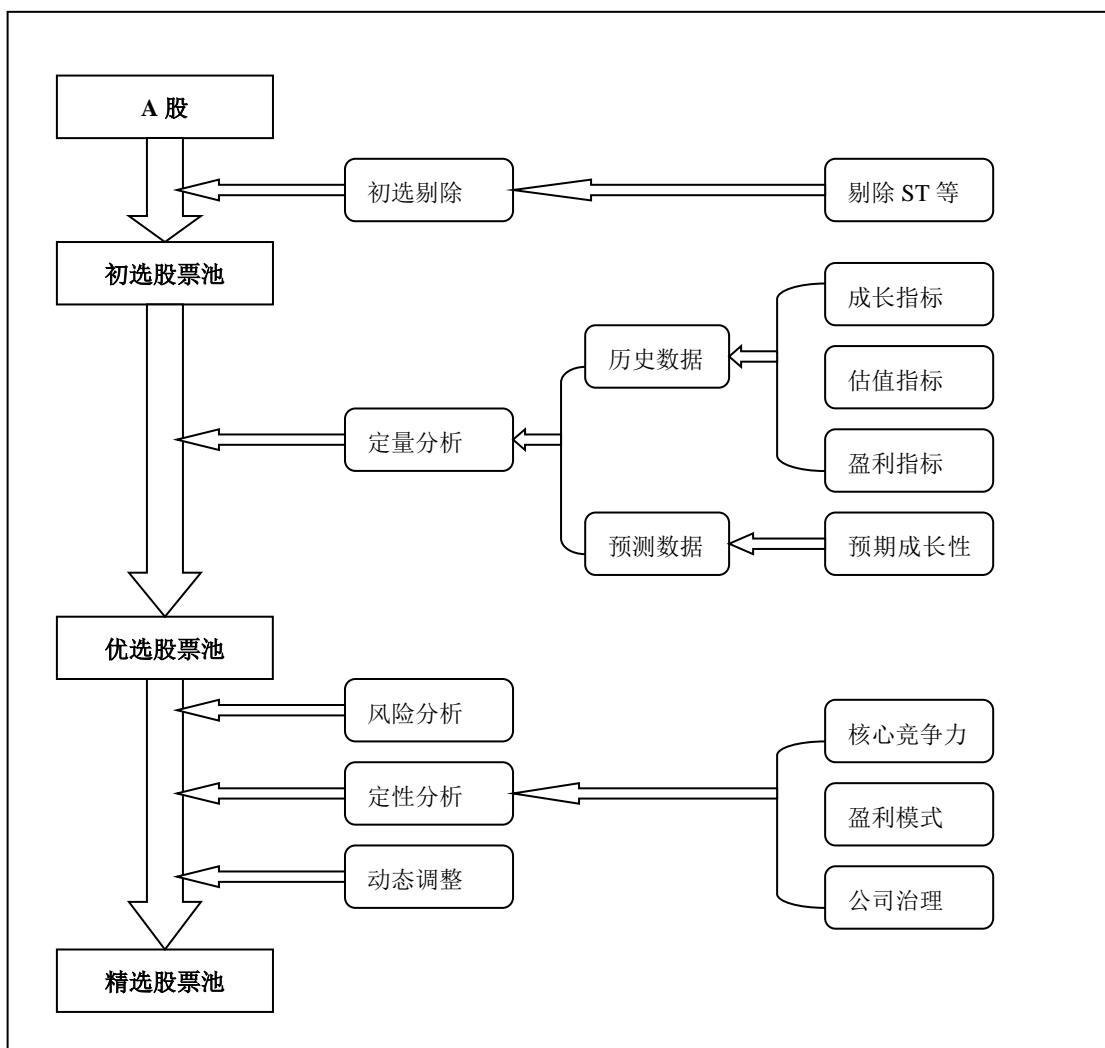 A 股
初选剔除
剔除 ST 等
初选股票池
成长指标
历史数据
估值指标
定量分析
盈利指标
预测数据
预期成长性
优选股票池
风险分析
核心竞争力
定性分析
盈利模式
动态调整
公司治理
精选股票池